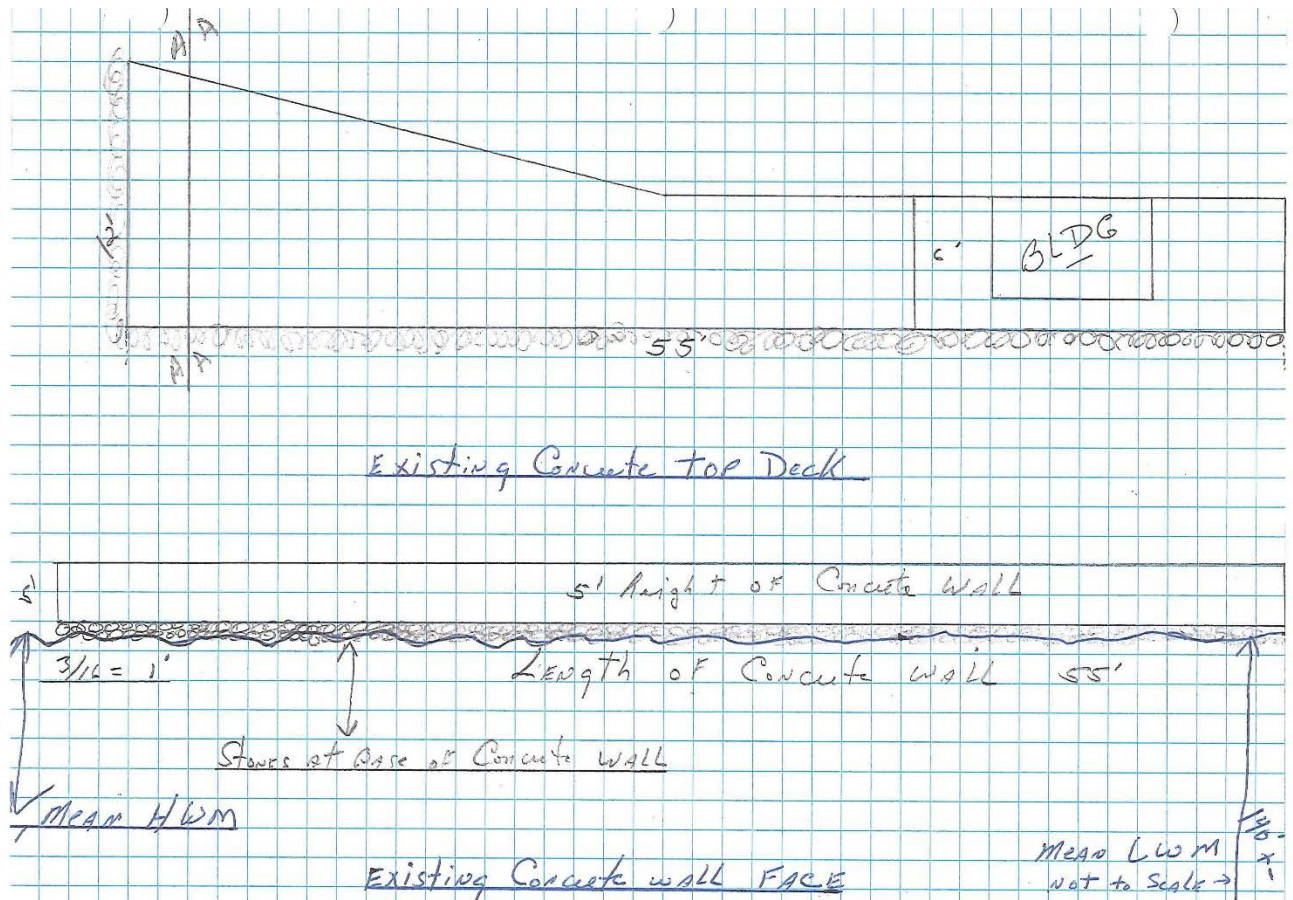 A A
12'
6'
BLDG
55'
A A
Existing Concrete Top Deck
5'
5' Height of Concrete Wall
3/16 = 1'
Length of Concrete Wall 55'
Stones at Base of Concrete Wall
Mean HWM
Mean LWM
Not to Scale →
Existing Concrete Wall FACE